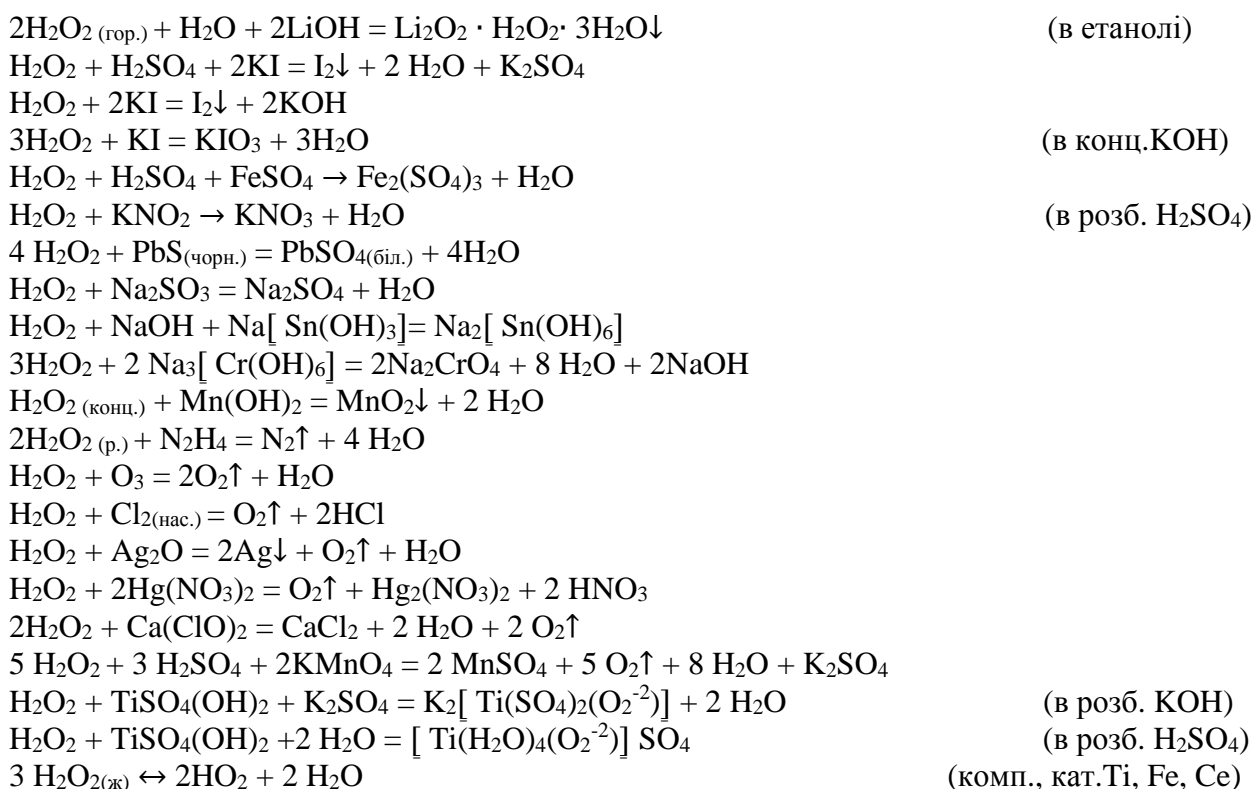 2H₂O₂ (гор.) + H₂O + 2LiOH = Li₂O₂ · H₂O₂· 3H₂O↓ (в етанолі)
H₂O₂ + H₂SO₄ + 2KI = I₂↓ + 2 H₂O + K₂SO₄
H₂O₂ + 2KI = I₂↓ + 2KOH
3H₂O₂ + KI = KIO₃ + 3H₂O (в конц.KOH)
H₂O₂ + H₂SO₄ + FeSO₄ → Fe₂(SO₄)₃ + H₂O
H₂O₂ + KNO₂ → KNO₃ + H₂O (в розб. H₂SO₄)
4 H₂O₂ + PbS(чорн.) = PbSO₄(біл.) + 4H₂O
H₂O₂ + Na₂SO₃ = Na₂SO₄ + H₂O
H₂O₂ + NaOH + Na[ Sn(OH)₃]= Na₂[ Sn(OH)₆]
3H₂O₂ + 2 Na₃[ Cr(OH)₆] = 2Na₂CrO₄ + 8 H₂O + 2NaOH
H₂O₂ (конц.) + Mn(OH)₂ = MnO₂↓ + 2 H₂O
2H₂O₂ (р.) + N₂H₄ = N₂↑ + 4 H₂O
H₂O₂ + O₃ = 2O₂↑ + H₂O
H₂O₂ + Cl₂(нас.) = O₂↑ + 2HCl
H₂O₂ + Ag₂O = 2Ag↓ + O₂↑ + H₂O
H₂O₂ + 2Hg(NO₃)₂ = O₂↑ + Hg₂(NO₃)₂ + 2 HNO₃
2H₂O₂ + Ca(ClO)₂ = CaCl₂ + 2 H₂O + 2 O₂↑
5 H₂O₂ + 3 H₂SO₄ + 2KMnO₄ = 2 MnSO₄ + 5 O₂↑ + 8 H₂O + K₂SO₄
H₂O₂ + TiSO₄(OH)₂ + K₂SO₄ = K₂[ Ti(SO₄)₂(O₂⁻²)] + 2 H₂O (в розб. KOH)
H₂O₂ + TiSO₄(OH)₂ +2 H₂O = [ Ti(H₂O)₄(O₂⁻²)] SO₄ (в розб. H₂SO₄)
3 H₂O₂(ж) ↔ 2HO₂ + 2 H₂O (комп., кат.Ti, Fe, Ce)